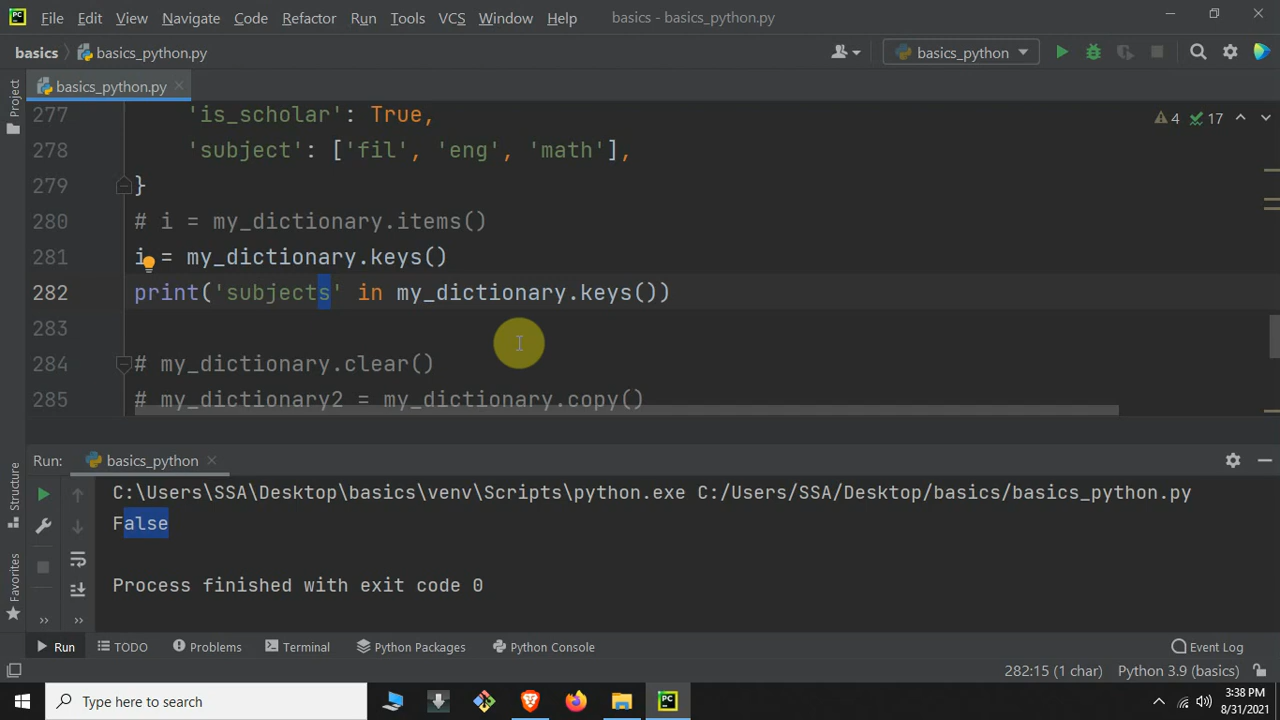 PC File Edit View Navigate Code Refactor Run Tools VCS Window Help basics - basics_python.py
basics basics_python.py basics_python
basics_python.py
Project
277 'is_scholar': True, 4 17
278 'subject': ['fil', 'eng', 'math'],
279 }
280 # i = my_dictionary.items()
281 i = my_dictionary.keys()
282 print('subjects' in my_dictionary.keys())
283
284 # my_dictionary.clear()
285 # my_dictionary2 = my_dictionary.copy()
Run: basics_python
Structure
C:\Users\SSA\Desktop\basics\venv\Scripts\python.exe C:/Users/SSA/Desktop/basics/basics_python.py
False
Favorites
Process finished with exit code 0
Run TODO Problems Terminal Python Packages Python Console Event Log
282:15 (1 char) Python 3.9 (basics)
Type here to search PC 3:38 PM
8/31/2021